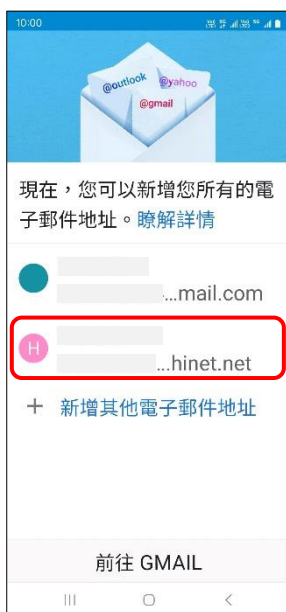 10:00
@outlook @yahoo
@gmail
現在，您可以新增您所有的電
子郵件地址。瞭解詳情
...mail.com
H
...hinet.net
+ 新增其他電子郵件地址
前往 GMAIL